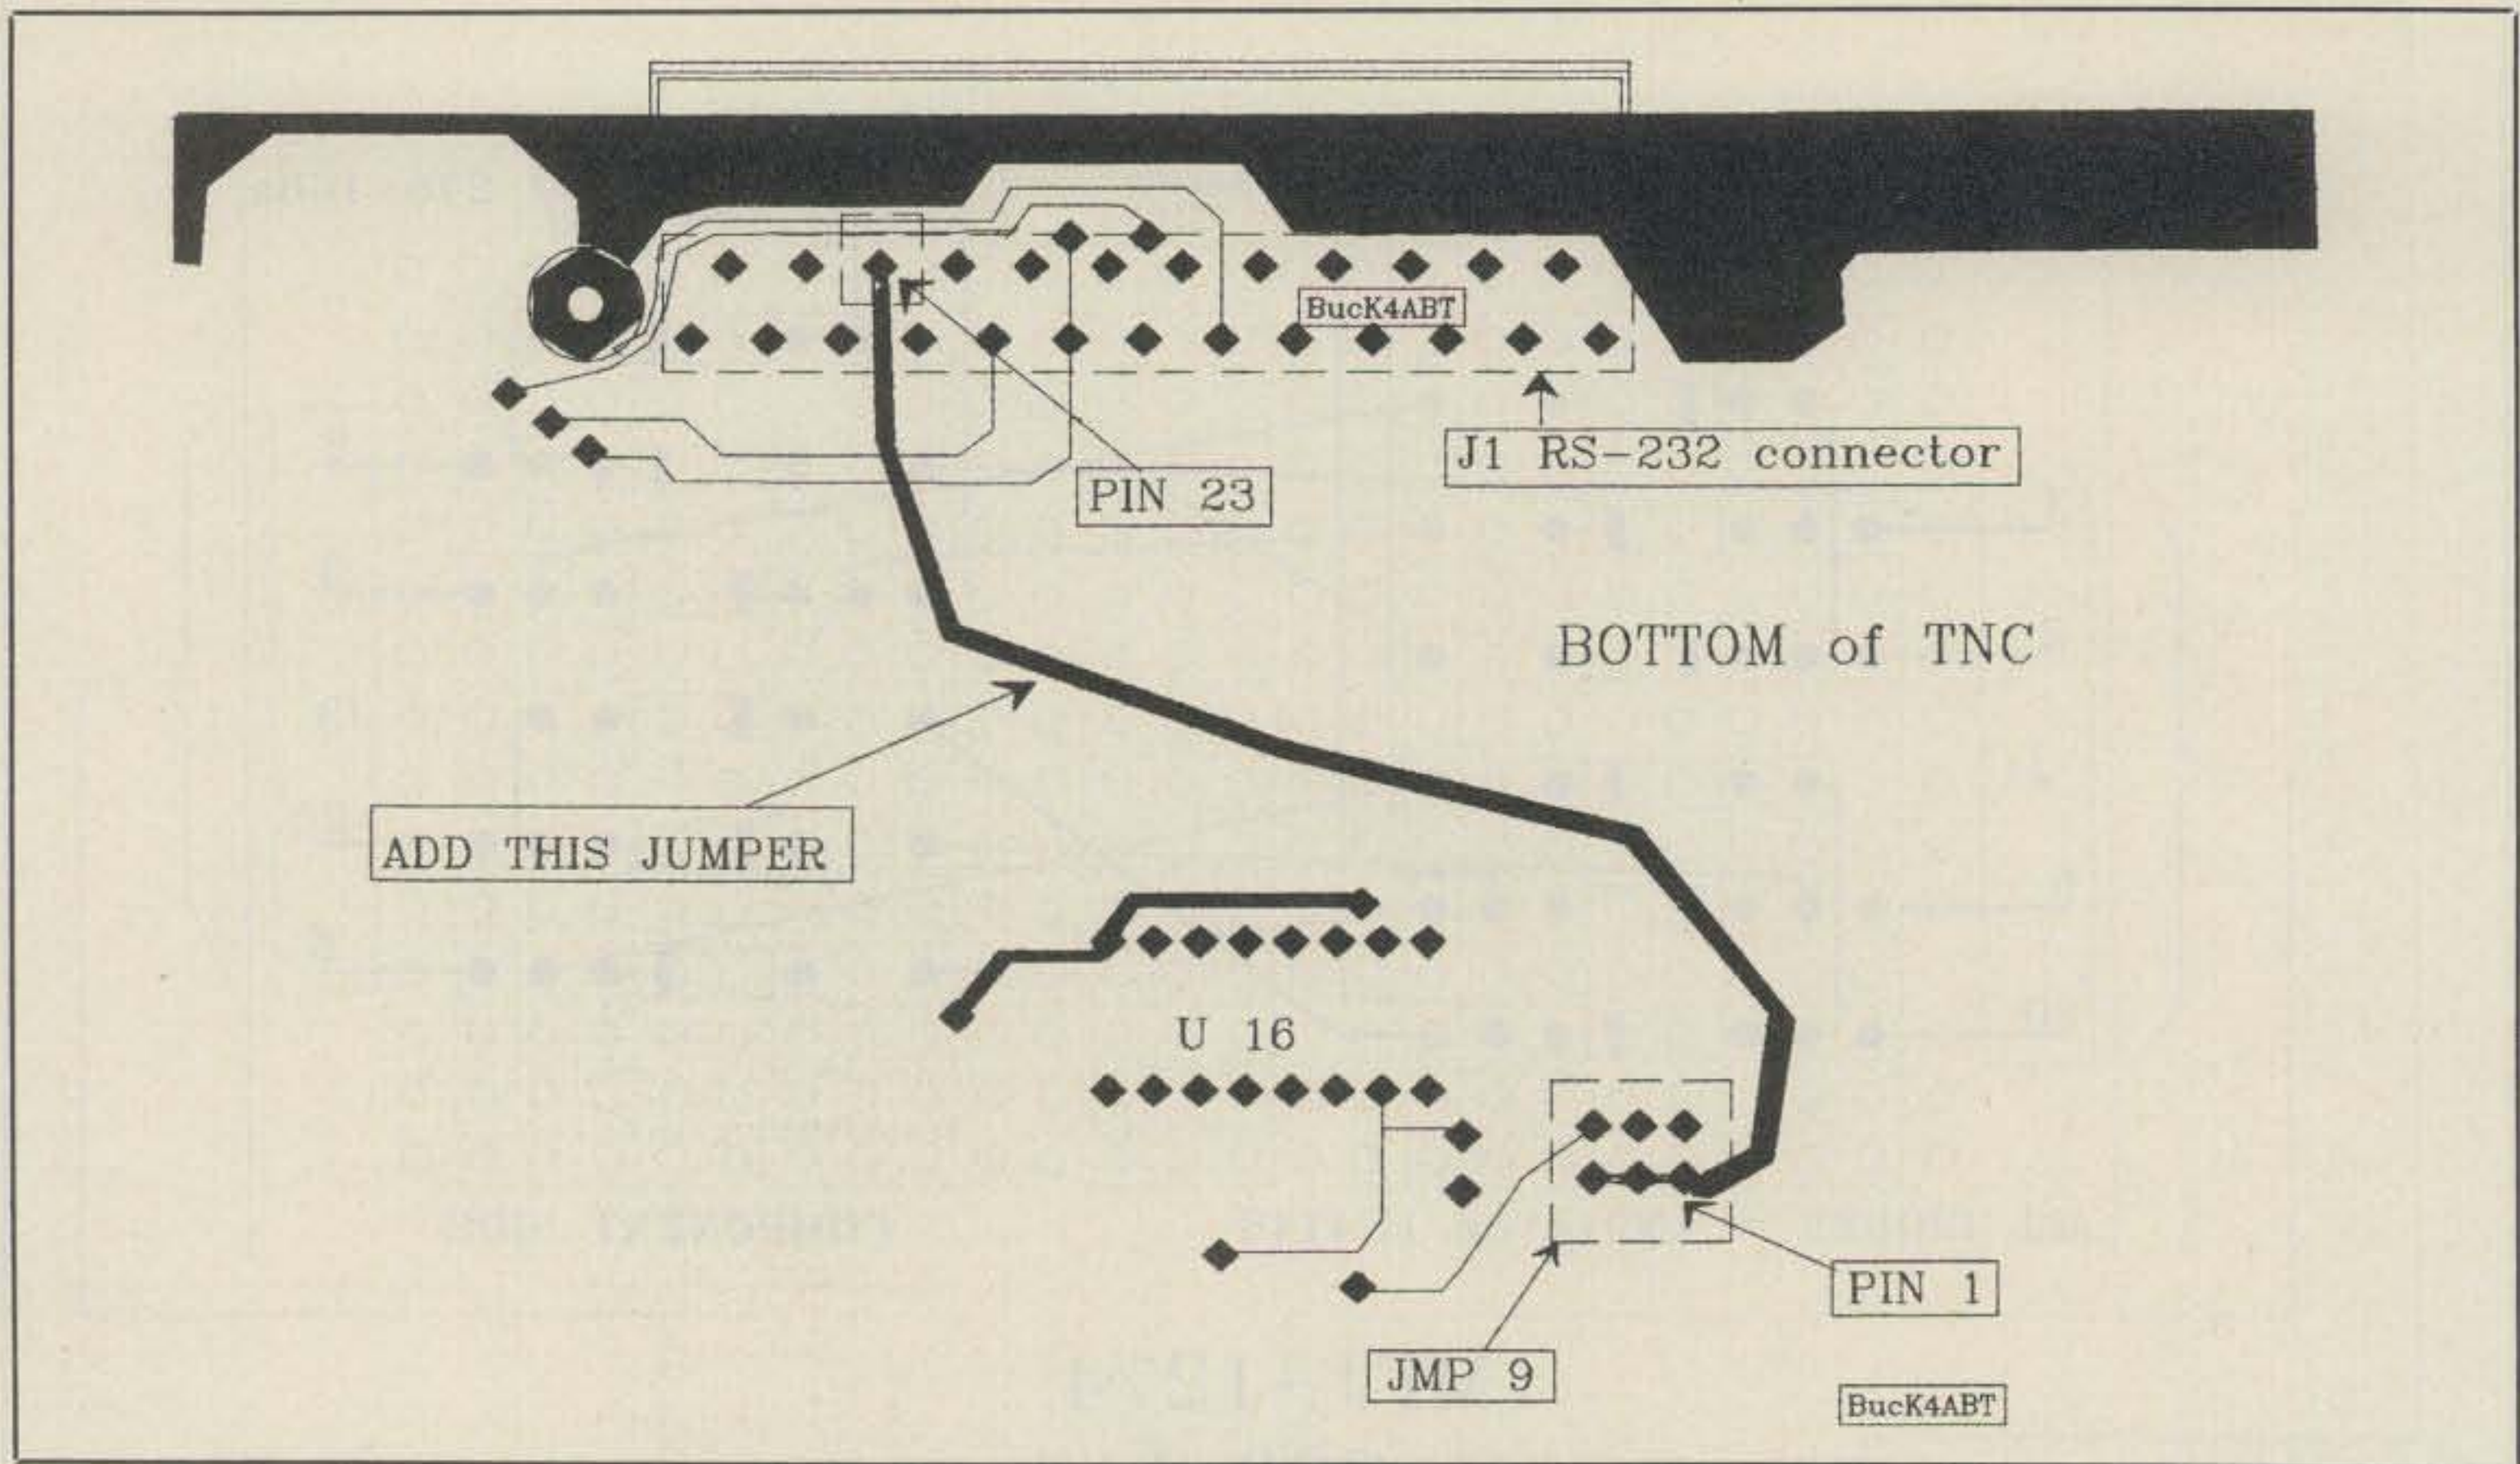 BucK4ABT
J1 RS-232 connector
PIN 23
BOTTOM of TNC
ADD THIS JUMPER
U 16
PIN 1
JMP 9
BucK4ABT